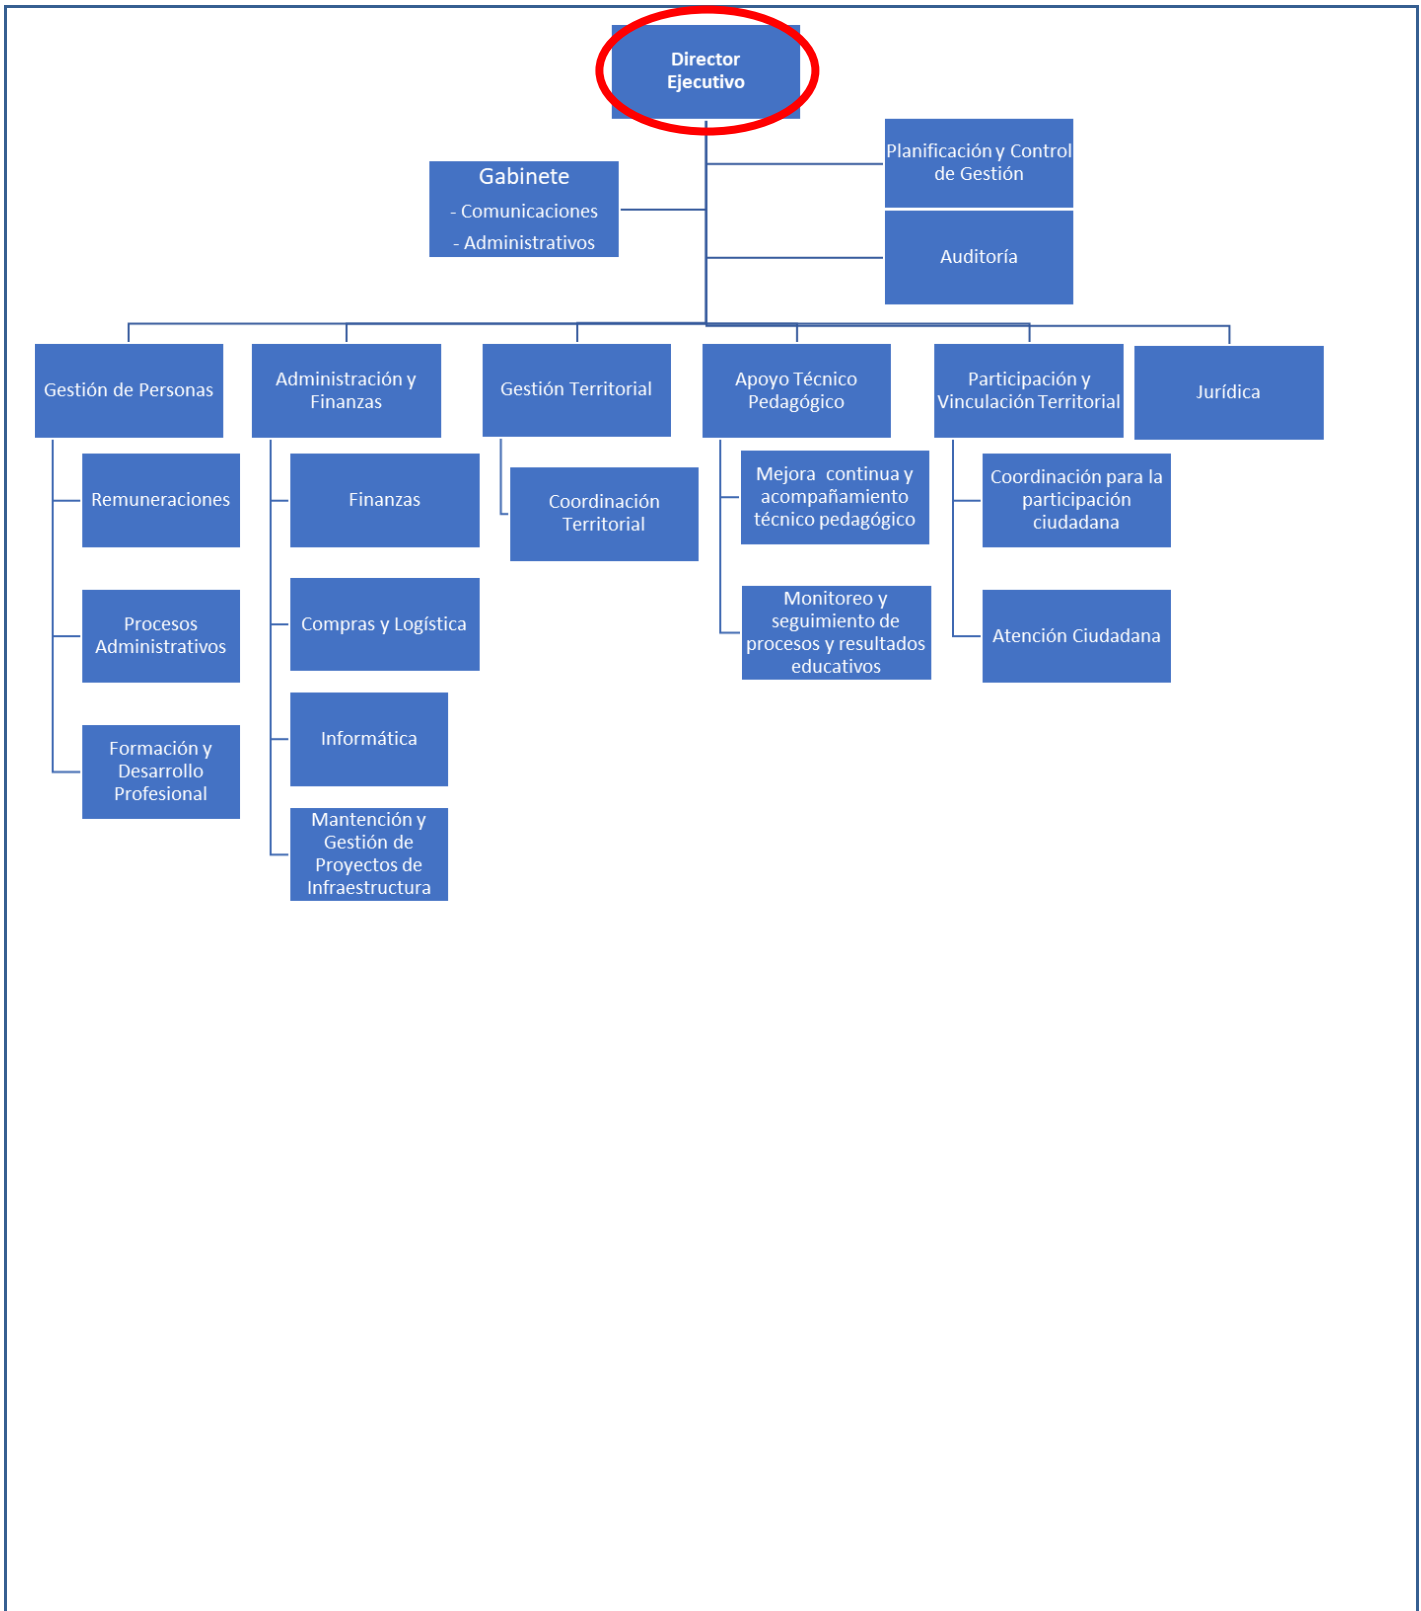 Director
Ejecutivo
Planificación y Control
de Gestión
Gabinete
- Comunicaciones
- Administrativos
Auditoría
Gestión de Personas
Administración y
Finanzas
Gestión Territorial
Apoyo Técnico
Pedagógico
Participación y
Vinculación Territorial
Jurídica
Remuneraciones
Procesos
Administrativos
Formación y
Desarrollo
Profesional
Finanzas
Compras y Logística
Informática
Mantención y
Gestión de
Proyectos de
Infraestructura
Coordinación
Territorial
Mejora  continua y
acompañamiento
técnico pedagógico
Monitoreo y
seguimiento de
procesos y resultados
educativos
Coordinación para la
participación
ciudadana
Atención Ciudadana